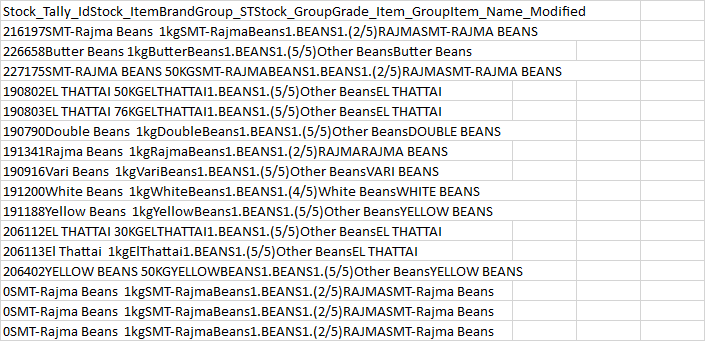 Stock_Tally_IdStock_ItemBrandGroup_STStock_GroupGrade_Item_GroupItem_Name_Modified
216197SMT-Rajma Beans  1kgSMT-RajmaBeans1.BEANS1.(2/5)RAJMASMT-RAJMA BEANS
226658Butter Beans  1kgButterBeans1.BEANS1.(5/5)Other BeansButter Beans
227175SMT-RAJMA BEANS 50KGSMT-RAJMABEANS1.BEANS1.(2/5)RAJMASMT-RAJMA BEANS
190802EL THATTAI 50KGELTHATTAI1.BEANS1.(5/5)Other BeansEL THATTAI
190803EL THATTAI 76KGELTHATTAI1.BEANS1.(5/5)Other BeansEL THATTAI
190790Double Beans  1kgDoubleBeans1.BEANS1.(5/5)Other BeansDOUBLE BEANS
191341Rajma Beans  1kgRajmaBeans1.BEANS1.(2/5)RAJMARAJMA BEANS
190916Vari Beans  1kgVariBeans1.BEANS1.(5/5)Other BeansVARI BEANS
191200White Beans  1kgWhiteBeans1.BEANS1.(4/5)White BeansWHITE BEANS
191188Yellow Beans  1kgYellowBeans1.BEANS1.(5/5)Other BeansYELLOW BEANS
206112EL THATTAI 30KGELTHATTAI1.BEANS1.(5/5)Other BeansEL THATTAI
206113El Thattai  1kgElThattai1.BEANS1.(5/5)Other BeansEL THATTAI
206402YELLOW BEANS 50KGYELLOWBEANS1.BEANS1.(5/5)Other BeansYELLOW BEANS
0SMT-Rajma Beans  1kgSMT-RajmaBeans1.BEANS1.(2/5)RAJMASMT-Rajma Beans
0SMT-Rajma Beans  1kgSMT-RajmaBeans1.BEANS1.(2/5)RAJMASMT-Rajma Beans
0SMT-Rajma Beans  1kgSMT-RajmaBeans1.BEANS1.(2/5)RAJMASMT-Rajma Beans